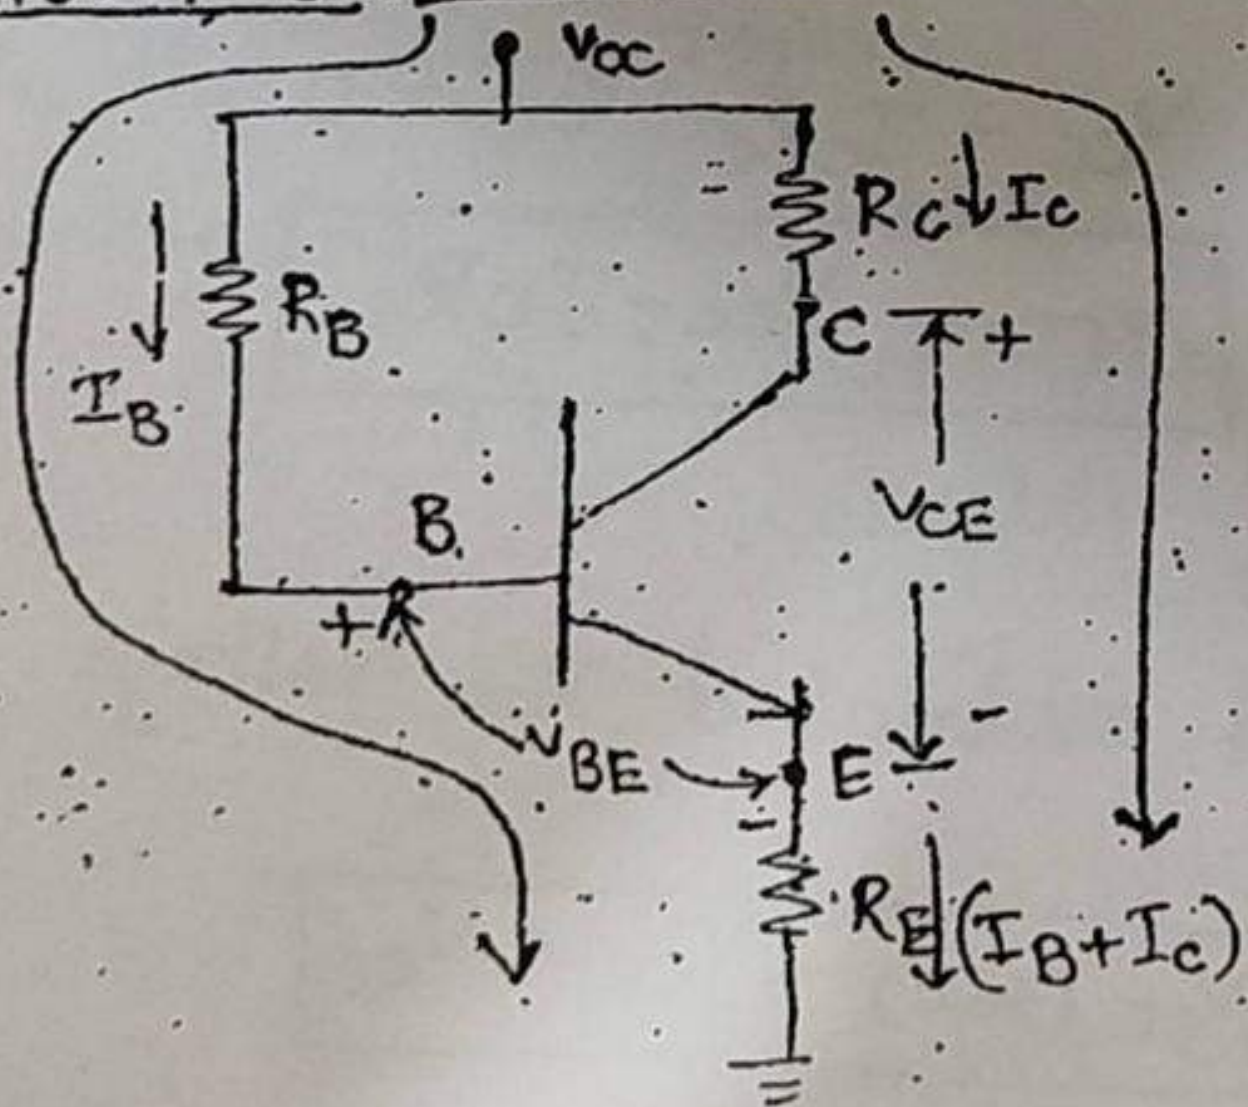 VCC
RC IC
RB
C +
IB
VCE
B
+
VBE
E -
-
RE (IB+IC)